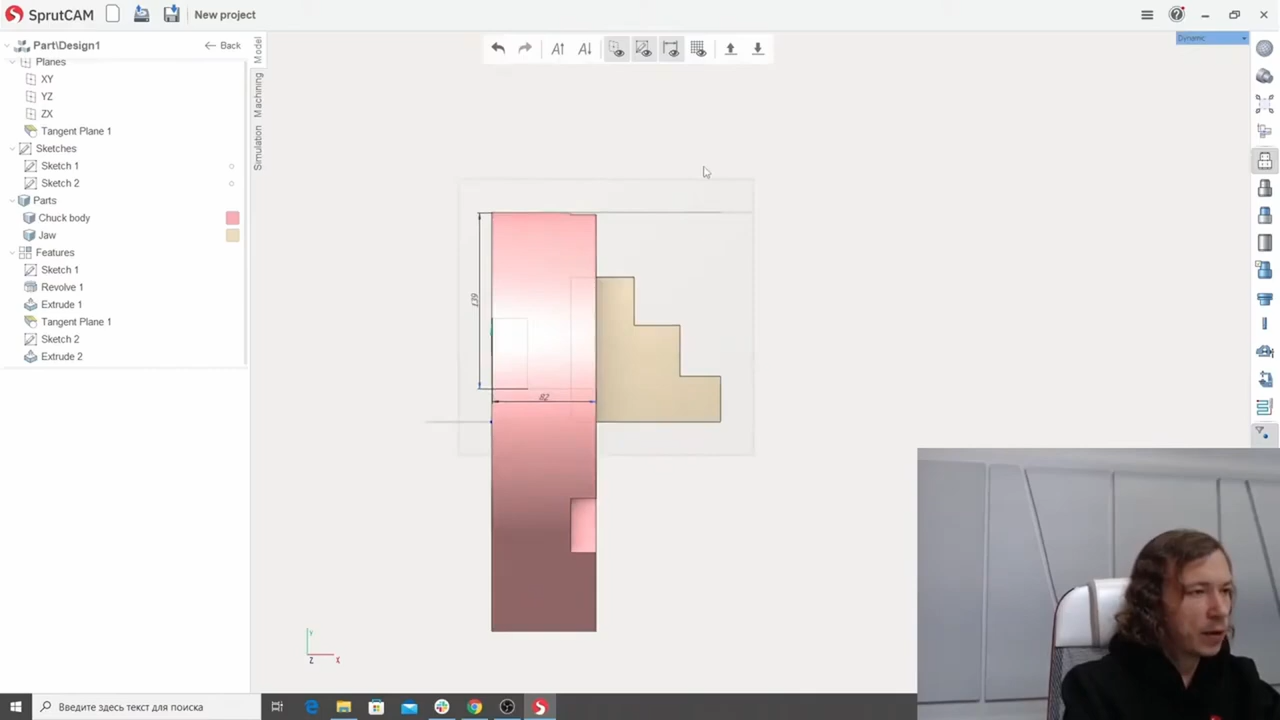 SprutCAM
New project
Part\Design1
Back
Planes
XY
YZ
ZX
Tangent Plane 1
Sketches
Sketch 1
Sketch 2
Parts
Chuck body
Jaw
Features
Sketch 1
Revolve 1
Extrude 1
Tangent Plane 1
Sketch 2
Extrude 2
Model
Machining
Simulation
Dynamic
139
82
Y
Z
X
Введите здесь текст для поиска